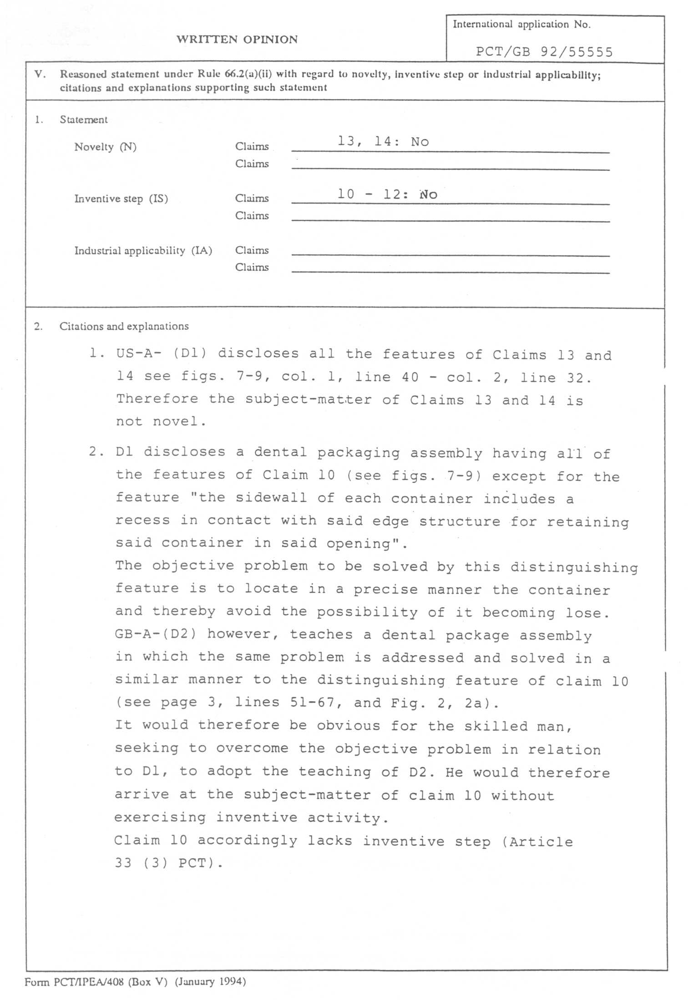 WRITTEN OPINION
International application No.
PCT/GB 92/55555
V. Reasoned statement under Rule 66.2(a)(ii) with regard to novelty, inventive step or industrial applicability;
citations and explanations supporting such statement
1. Statement
Novelty (N) Claims 13, 14: No
Claims
Inventive step (IS) Claims 10 - 12: No
Claims
Industrial applicability (IA) Claims
Claims
2. Citations and explanations
1. US-A- (D1) discloses all the features of Claims 13 and
14 see figs. 7-9, col. 1, line 40 - col. 2, line 32.
Therefore the subject-matter of Claims 13 and 14 is
not novel.
2. D1 discloses a dental packaging assembly having all of
the features of Claim 10 (see figs. 7-9) except for the
feature "the sidewall of each container includes a
recess in contact with said edge structure for retaining
said container in said opening".
The objective problem to be solved by this distinguishing
feature is to locate in a precise manner the container
and thereby avoid the possibility of it becoming lose.
GB-A-(D2) however, teaches a dental package assembly
in which the same problem is addressed and solved in a
similar manner to the distinguishing feature of claim 10
(see page 3, lines 51-67, and Fig. 2, 2a).
It would therefore be obvious for the skilled man,
seeking to overcome the objective problem in relation
to D1, to adopt the teaching of D2. He would therefore
arrive at the subject-matter of claim 10 without
exercising inventive activity.
Claim 10 accordingly lacks inventive step (Article
33 (3) PCT).
Form PCT/IPEA/408 (Box V) (January 1994)